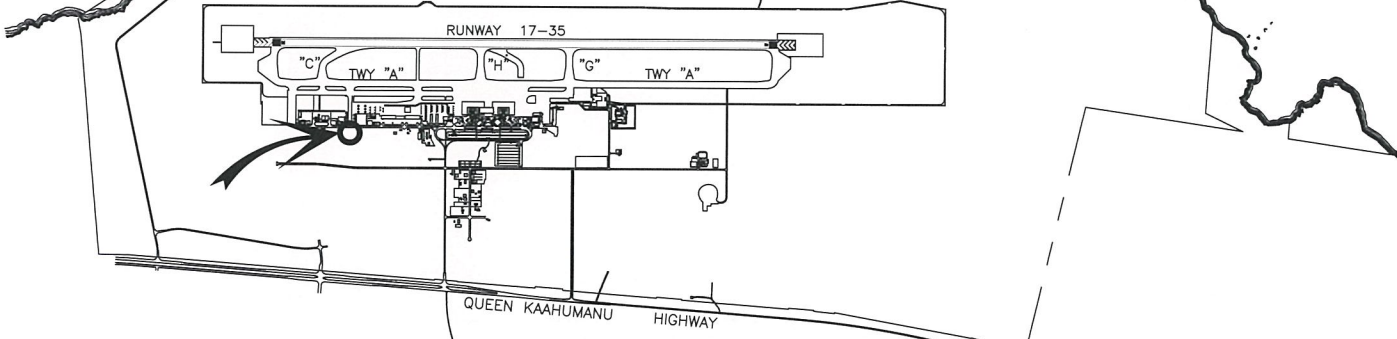 RUNWAY 17-35
"C"
TWY "A"
"H"
"G"
TWY "A"
QUEEN KAAHUMANU HIGHWAY